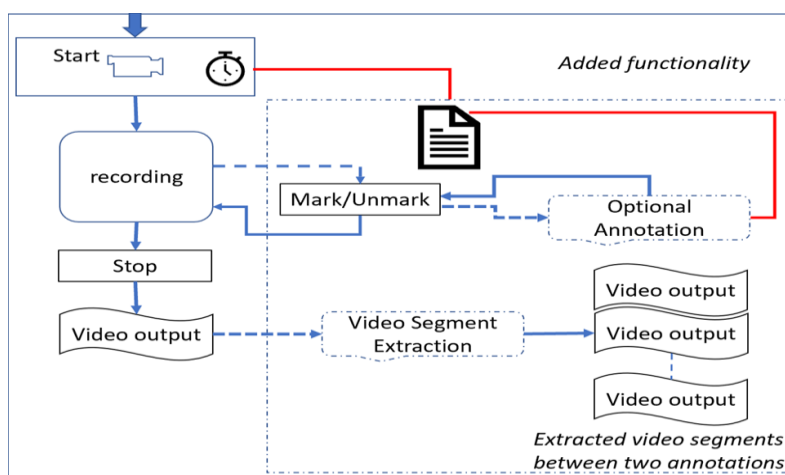 Start
Added functionality
recording
Mark/Unmark
Optional
Annotation
Stop
Video output
Video Segment
Extraction
Video output
Video output
Video output
Extracted video segments
between two annotations